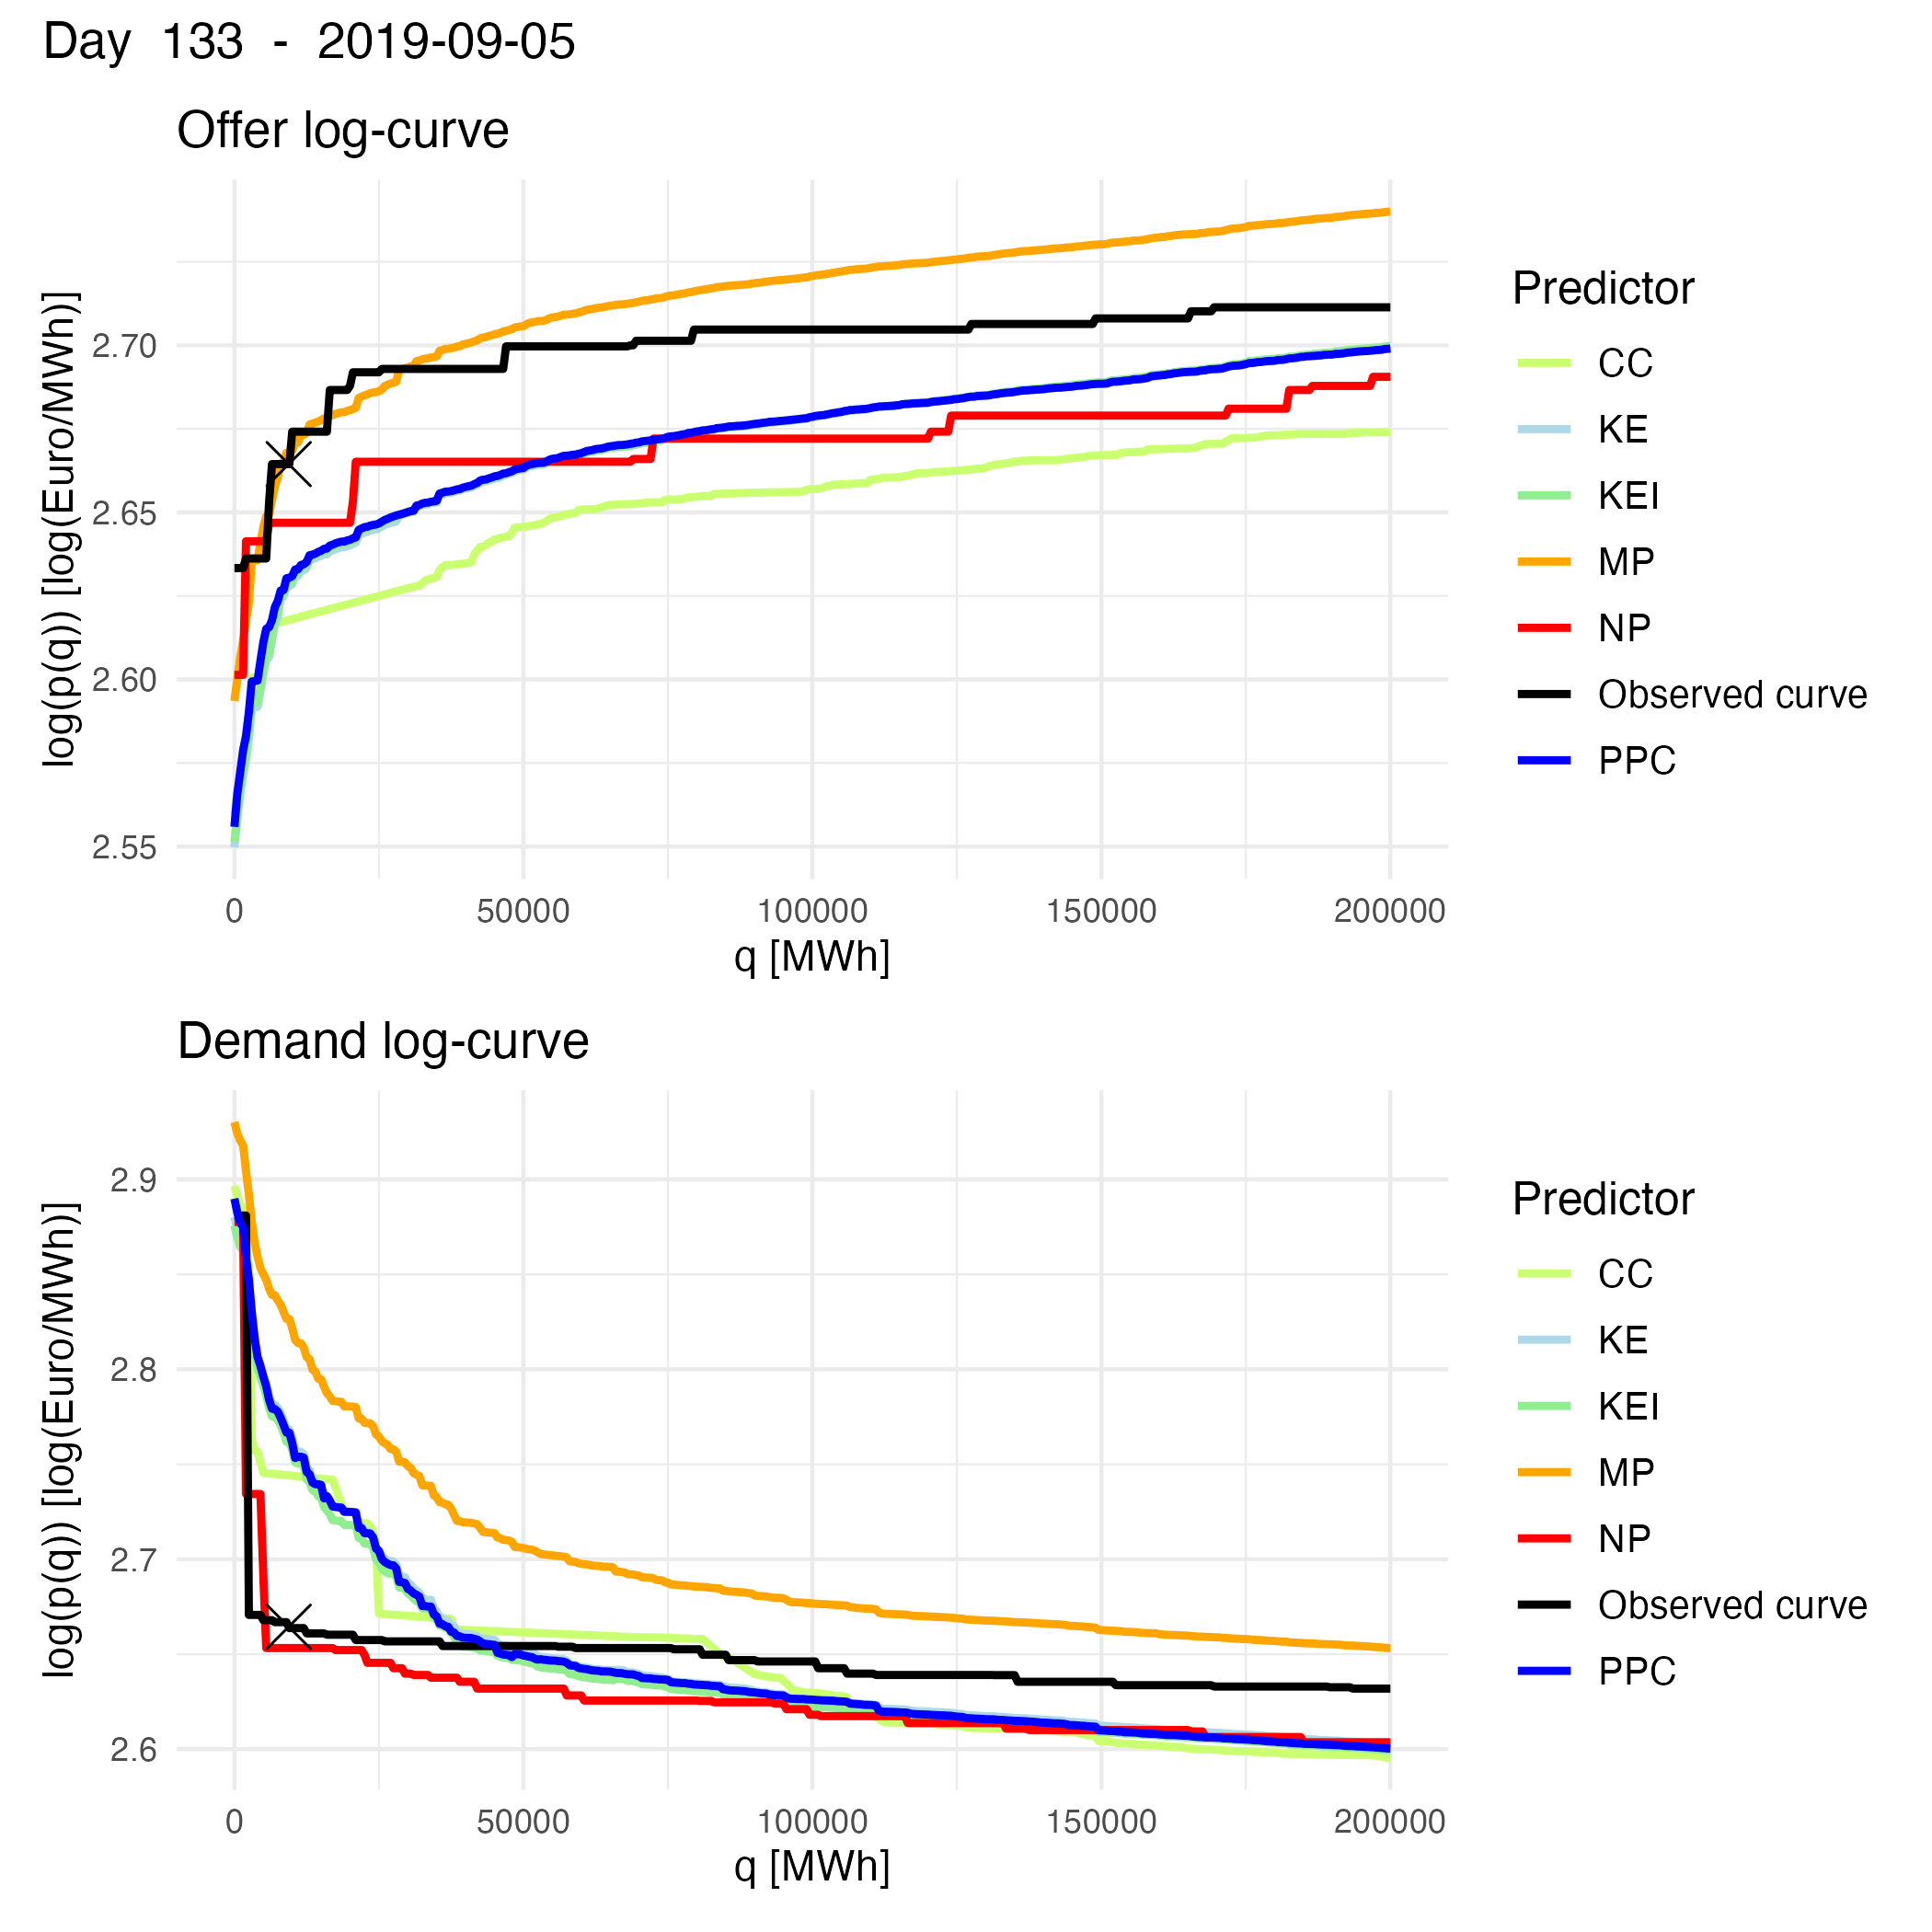 Day 133 - 2019-09-05
Offer log-curve
log(p(q)) [log(Euro/MWh)]
2.70
2.65
2.60
2.55
0 50000 100000 150000 200000
q [MWh]
Predictor
CC
KE
KEI
MP
NP
Observed curve
PPC
Demand log-curve
log(p(q)) [log(Euro/MWh)]
2.9
2.8
2.7
2.6
0 50000 100000 150000 200000
q [MWh]
Predictor
CC
KE
KEI
MP
NP
Observed curve
PPC